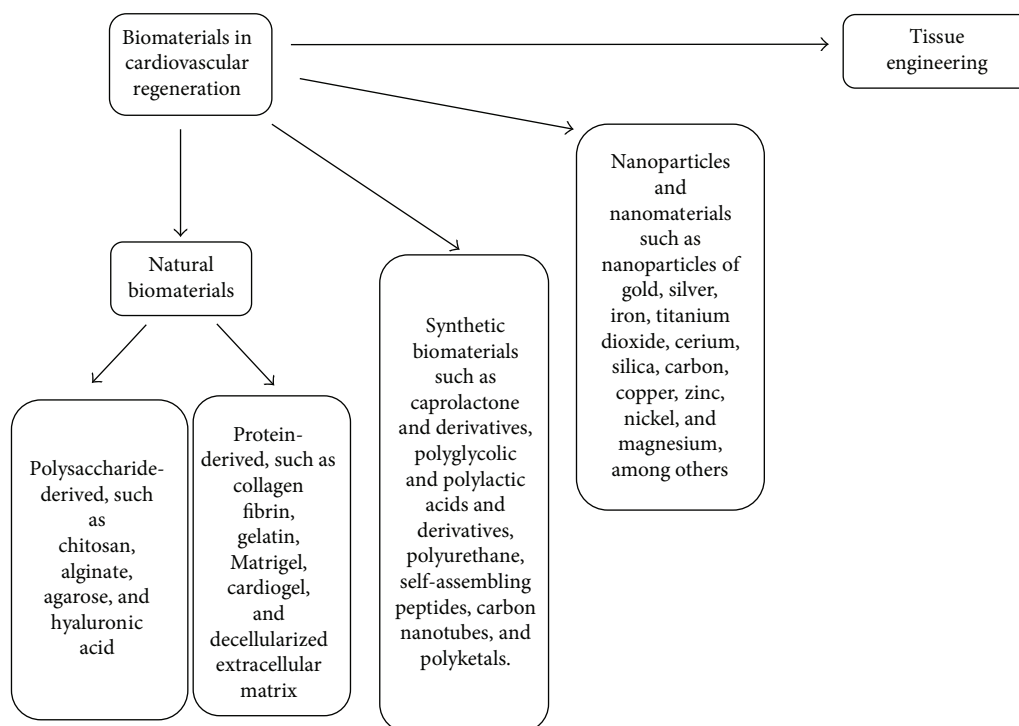 Biomaterials in
cardiovascular
regeneration
Tissue
engineering
Nanoparticles
and
nanomaterials
such as
nanoparticles of
gold, silver,
iron, titanium
dioxide, cerium,
silica, carbon,
copper, zinc,
nickel, and
magnesium,
among others
Natural
biomaterials
Synthetic
biomaterials
such as
caprolactone
and derivatives,
polyglycolic
and polylactic
acids and
derivatives,
polyurethane,
self-assembling
peptides, carbon
nanotubes, and
polyketals.
Polysaccharide-
derived, such
as
chitosan,
alginate,
agarose, and
hyaluronic
acid
Protein-
derived, such as
collagen
fibrin,
gelatin,
Matrigel,
cardiogel,
and
decellularized
extracellular
matrix